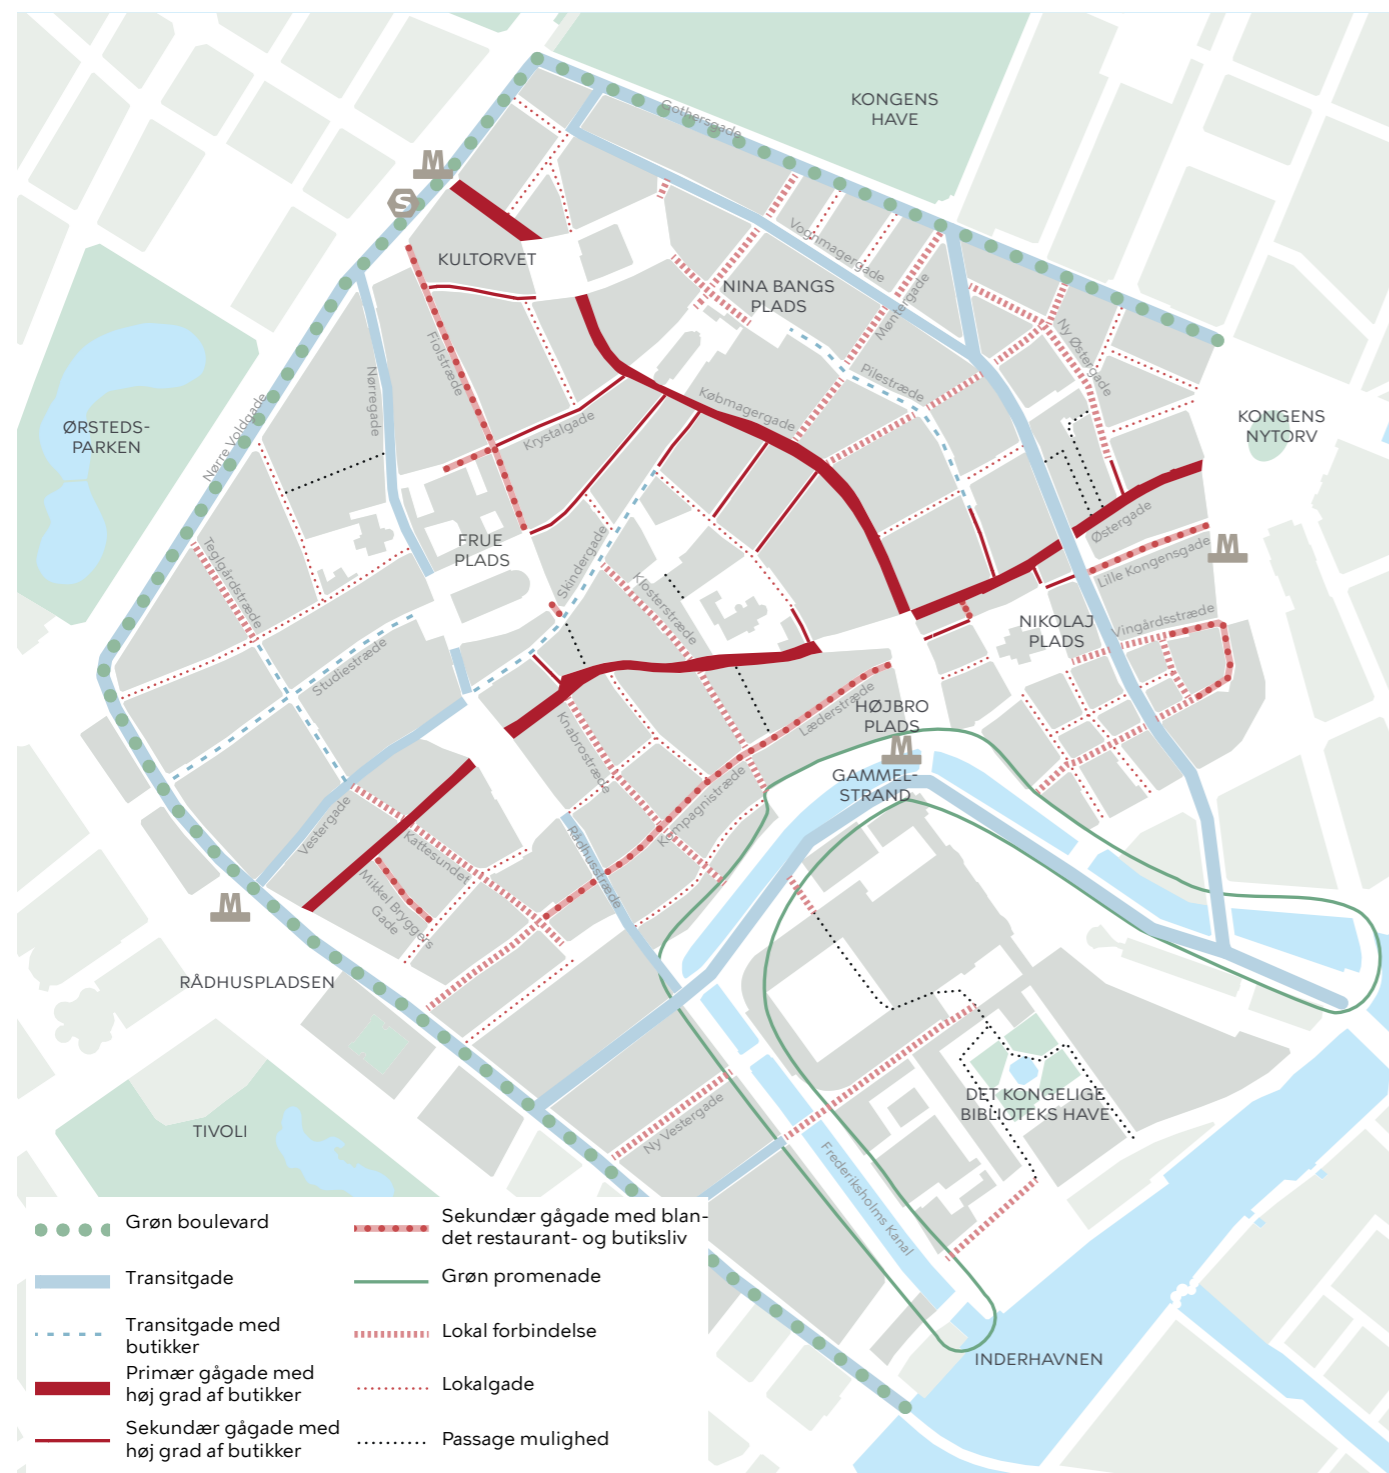 KONGENS
HAVE
Gothersgade
M
S
KULTORVET
Vognmagergade
NINA BANGS
PLADS
Møntergade
Ny Østergade
Fiolstræde
Nørregade
Pilestræde
Købmagergade
Krystalgade
Nørre Voldgade
ØRSTEDS-
PARKEN
KONGENS
NYTORV
Østergade
M
Lille Kongensgade
FRUE
PLADS
Skindergade
Klosterstræde
Teglgårdstræde
Studiestræde
NIKOLAJ
PLADS
Vingårdsstræde
Læderstræde
HØJBRO
PLADS
M
GAMMEL-
STRAND
Knabrostræde
Kompagnistræde
Rådhusstræde
Vestergade
Kattesundet
Mikkel Bryggers
Gade
M
RÅDHUSPLADSEN
TIVOLI
Ny Vestergade
DET KONGELIGE
BIBLIOTEKS HAVE
Frederiksholms Kanal
INDERHAVNEN
Grøn boulevard
Transitgade
Transitgade med
butikker
Primær gågade med
høj grad af butikker
Sekundær gågade med
høj grad af butikker
Sekundær gågade med blan-
det restaurant- og butiksliv
Grøn promenade
Lokal forbindelse
Lokalgade
Passage mulighed